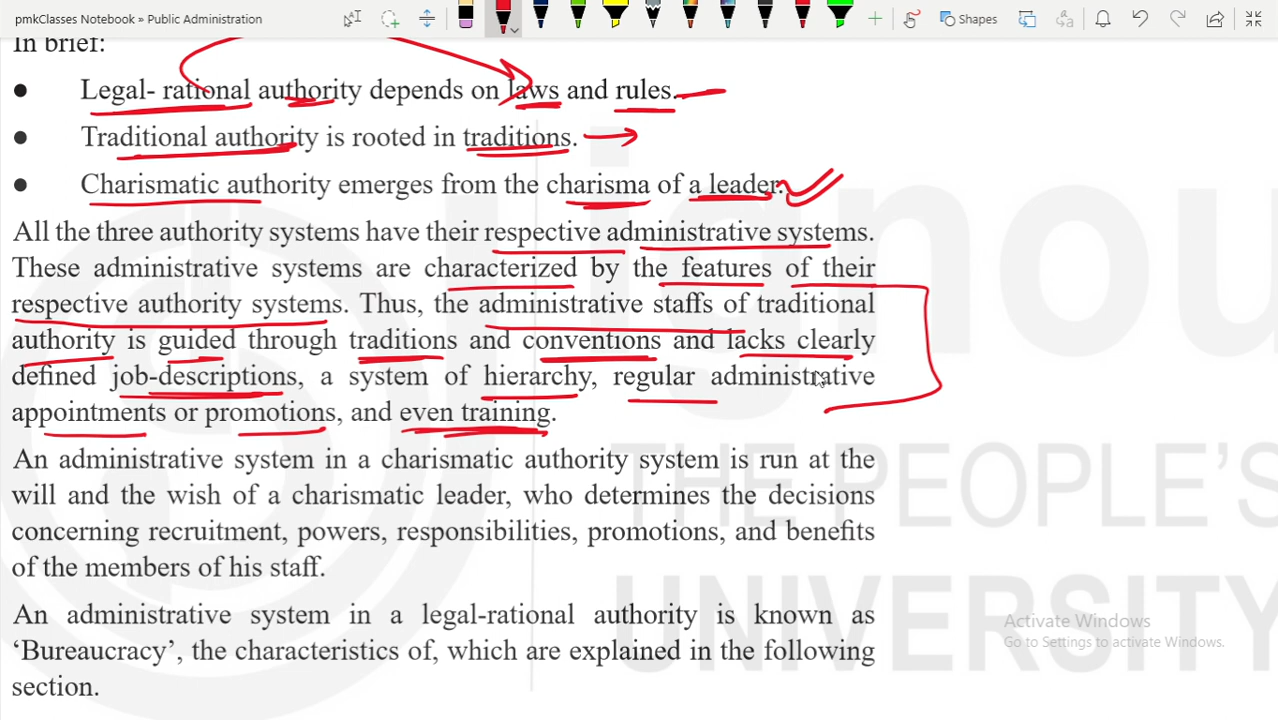 pmkClasses Notebook » Public Administration
Shapes
In brief:
● Legal- rational authority depends on laws and rules.
● Traditional authority is rooted in traditions.
● Charismatic authority emerges from the charisma of a leader.
All the three authority systems have their respective administrative systems.
These administrative systems are characterized by the features of their
respective authority systems. Thus, the administrative staffs of traditional
authority is guided through traditions and conventions and lacks clearly
defined job-descriptions, a system of hierarchy, regular administrative
appointments or promotions, and even training.
An administrative system in a charismatic authority system is run at the
will and the wish of a charismatic leader, who determines the decisions
concerning recruitment, powers, responsibilities, promotions, and benefits
of the members of his staff.
An administrative system in a legal-rational authority is known as
‘Bureaucracy’, the characteristics of, which are explained in the following
section.
ignou
THE PEOPLE’S
UNIVERSITY
Activate Windows
Go to Settings to activate Windows.